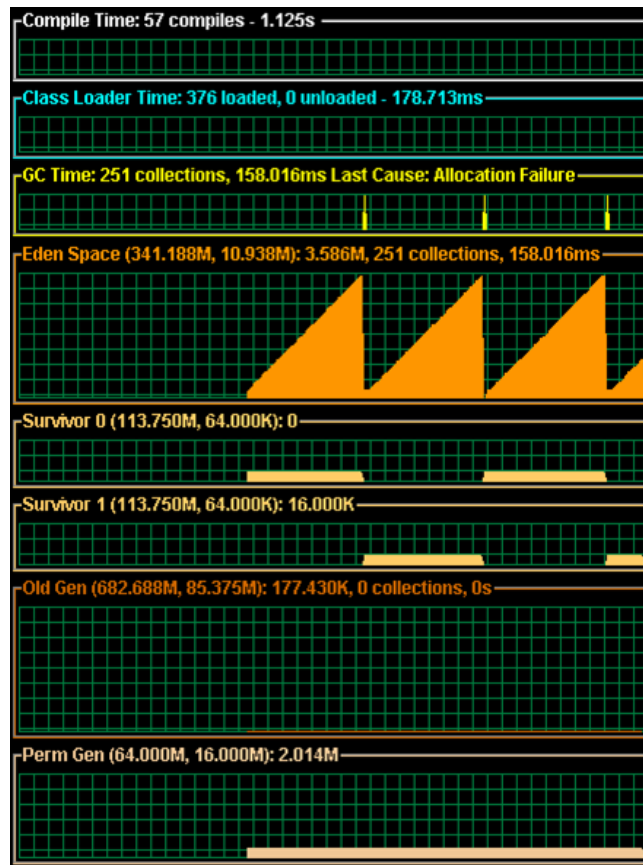 Compile Time: 57 compiles - 1.125s
Class Loader Time: 376 loaded, 0 unloaded - 178.713ms
GC Time: 251 collections, 158.016ms Last Cause: Allocation Failure
Eden Space (341.188M, 10.938M): 3.586M, 251 collections, 158.016ms
Survivor 0 (113.750M, 64.000K): 0
Survivor 1 (113.750M, 64.000K): 16.000K
Old Gen (682.688M, 85.375M): 177.430K, 0 collections, 0s
Perm Gen (64.000M, 16.000M): 2.014M